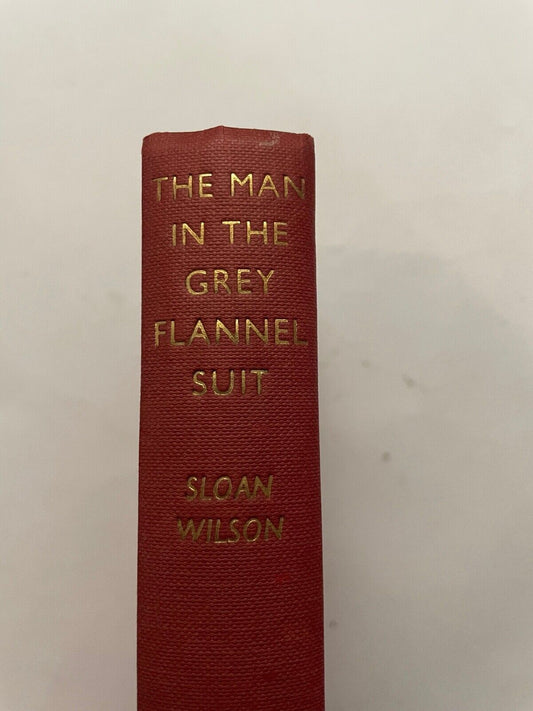 THE MAN
IN THE
GREY
FLANNEL
SUIT
SLOAN
WILSON